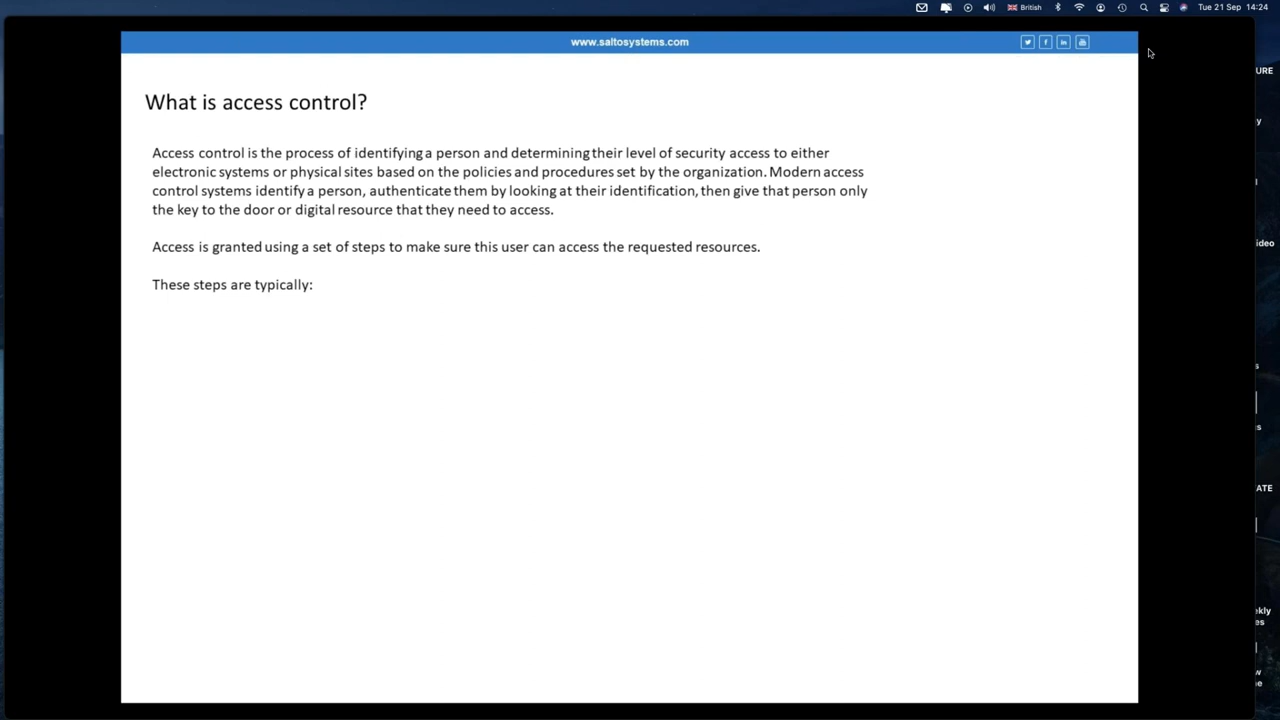 British
Tue 21 Sep 14:24
www.saltosystems.com
URE
What is access control?
Access control is the process of identifying a person and determining their level of security access to either
electronic systems or physical sites based on the policies and procedures set by the organization. Modern access
control systems identify a person, authenticate them by looking at their identification, then give that person only
the key to the door or digital resource that they need to access.
Access is granted using a set of steps to make sure this user can access the requested resources.
These steps are typically:
y
ideo
s
s
ATE
ekly
es
w
e